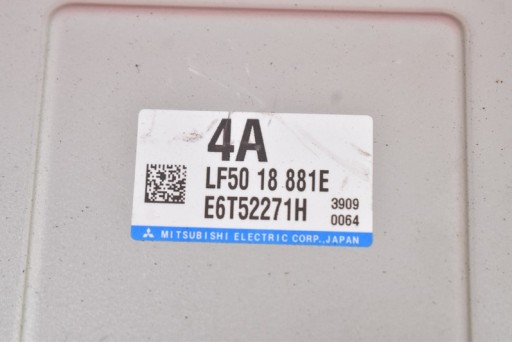 4A
LF50 18 881E
E6T52271H 3909
0064
MITSUBISHI ELECTRIC CORP.,JAPAN